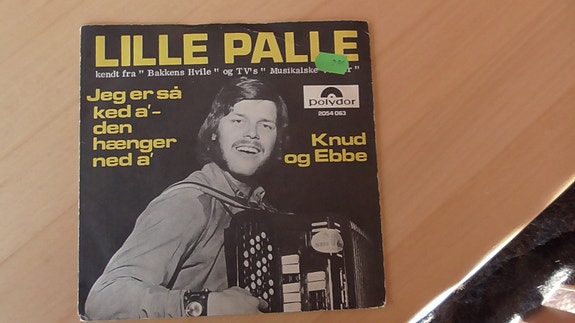 LILLE PALLE
kendt fra " Bakkens Hvile " og TV's " Musikalske "
Jeg er så
ked a'-
den
hænger
ned a'
Polydor
2054 063
Knud
og Ebbe